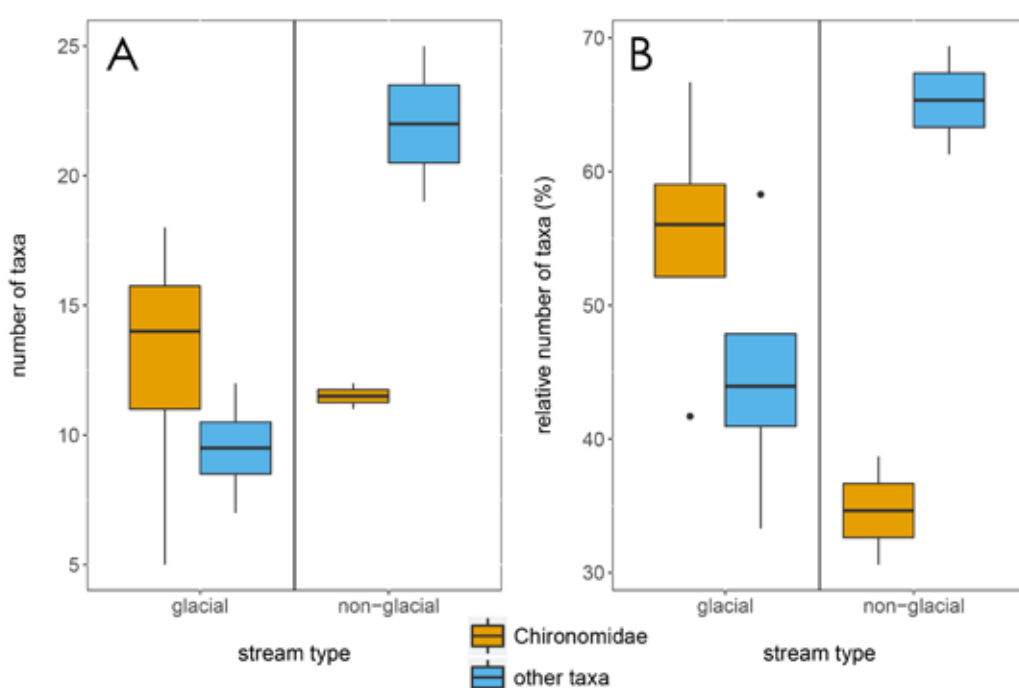 A
25
20
15
10
5
number of taxa
glacial
non-glacial
stream type
B
70
60
50
40
30
relative number of taxa (%)
glacial
non-glacial
stream type
Chironomidae
other taxa